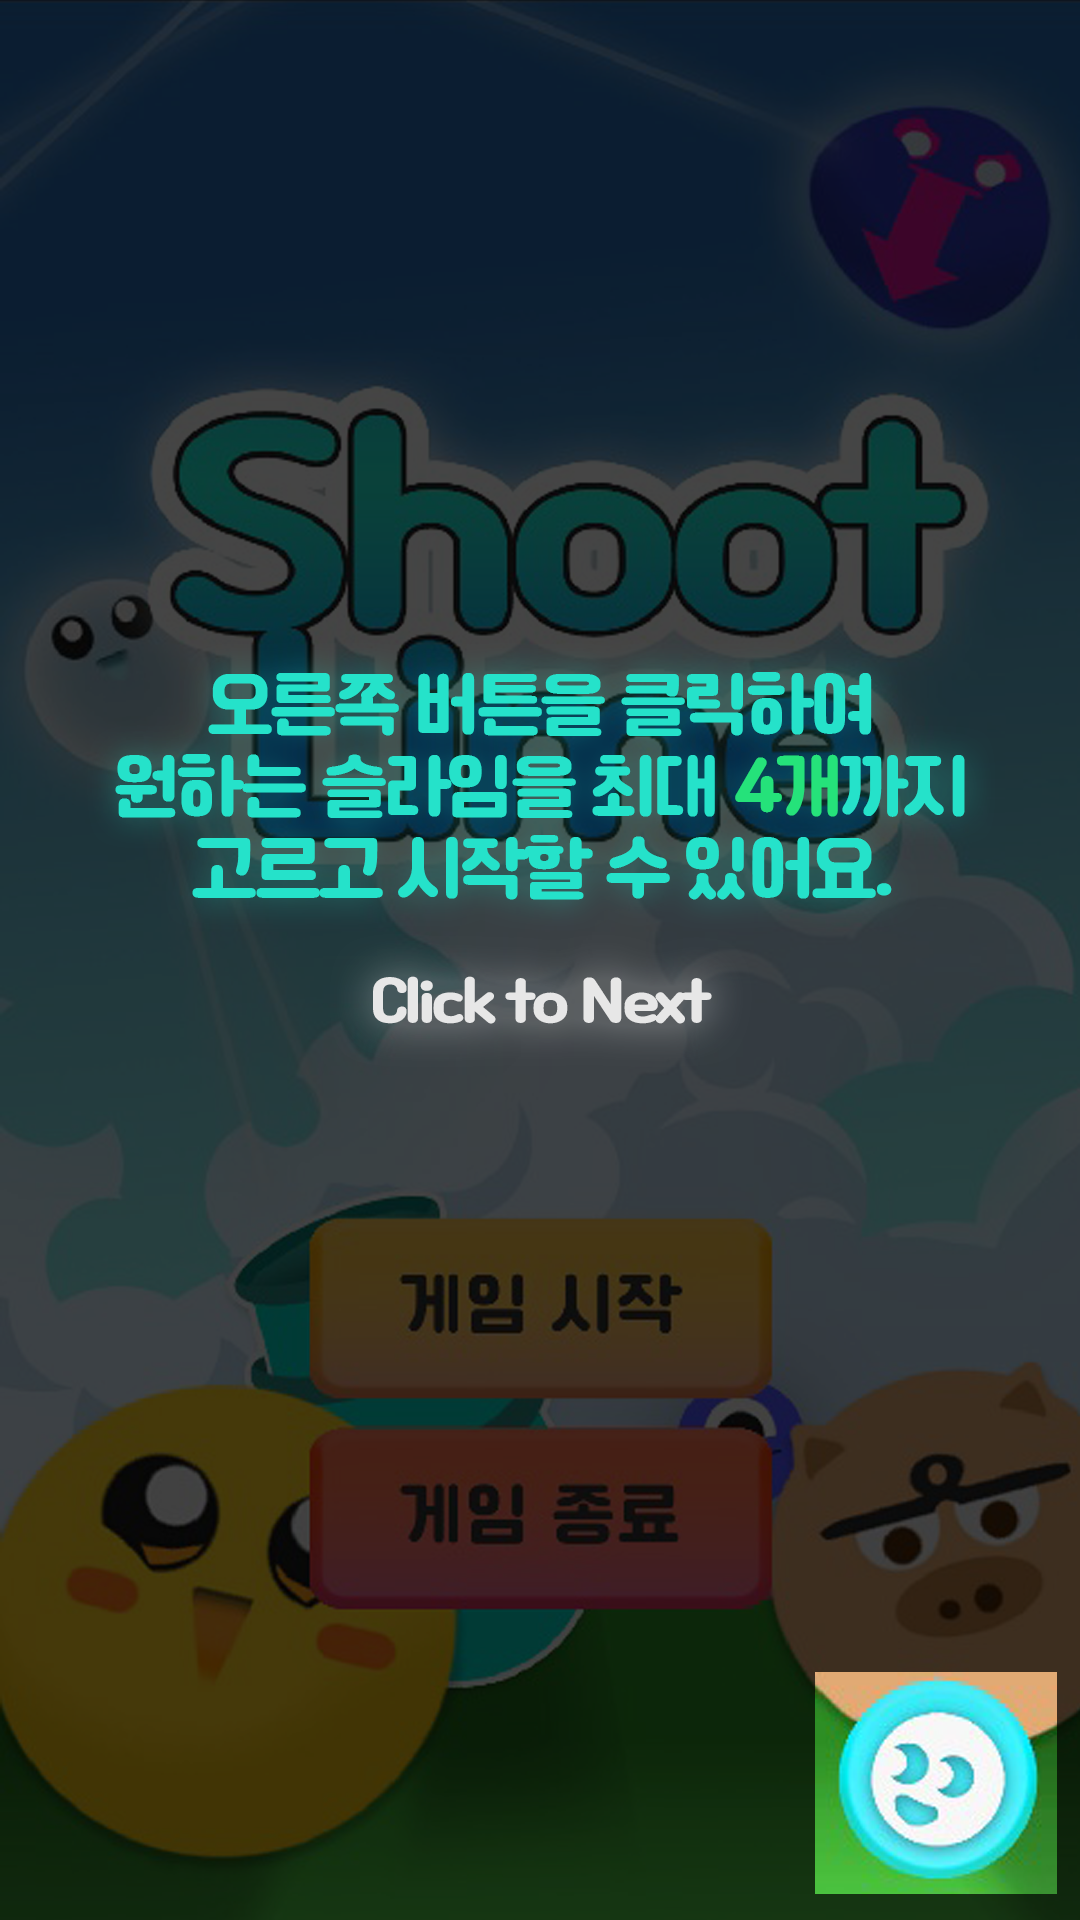 Shoot
Lime
오른쪽 버튼을 클릭하여
원하는 슬라임을 최대 4개까지
고르고 시작할 수 있어요.
Click to Next
게임 시작
게임 종료